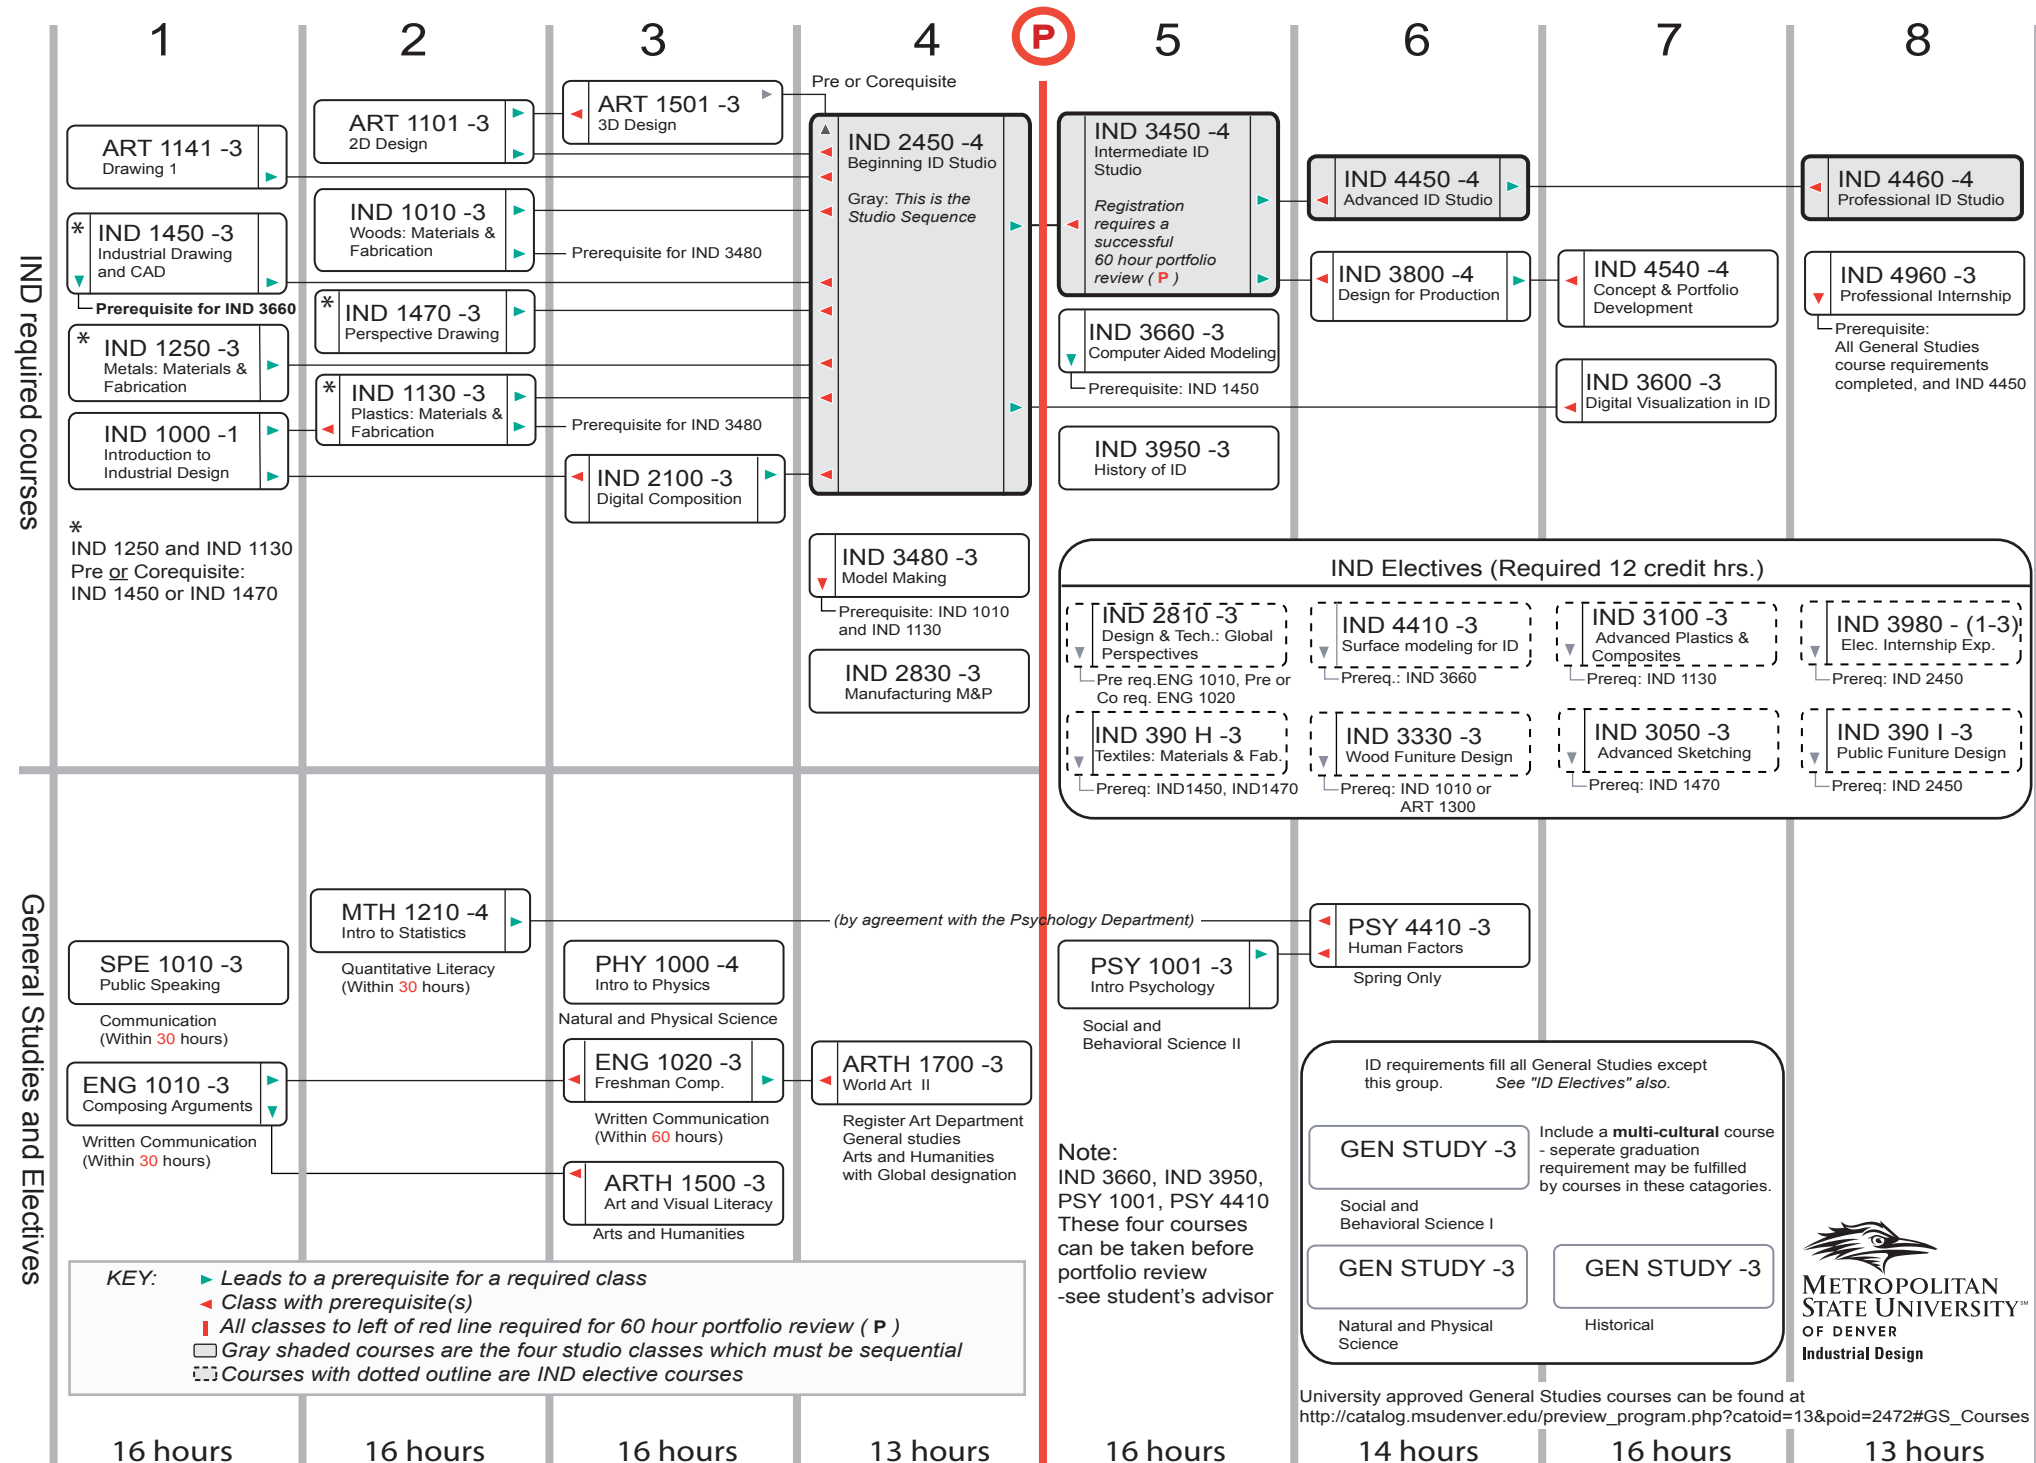 1
2
3
4
P
5
6
7
8
IND required courses
General Studies and Electives
ART 1141 -3
Drawing 1
*
IND 1450 -3
Industrial Drawing
and CAD
Prerequisite for IND 3660
*
IND 1250 -3
Metals: Materials &
Fabrication
IND 1000 -1
Introduction to
Industrial Design
*
IND 1250 and IND 1130
Pre or Corequisite:
IND 1450 or IND 1470
ART 1101 -3
2D Design
IND 1010 -3
Woods: Materials &
Fabrication
Prerequisite for IND 3480
*
IND 1470 -3
Perspective Drawing
*
IND 1130 -3
Plastics: Materials &
Fabrication
Prerequisite for IND 3480
ART 1501 -3
3D Design
IND 2100 -3
Digital Composition
Pre or Corequisite
IND 2450 -4
Beginning ID Studio
Gray: This is the
Studio Sequence
IND 3480 -3
Model Making
Prerequisite: IND 1010
and IND 1130
IND 2830 -3
Manufacturing M&P
IND 3450 -4
Intermediate ID
Studio
Registration
requires a
successful
60 hour portfolio
review ( P )
IND 3660 -3
Computer Aided Modeling
Prerequisite: IND 1450
IND 3950 -3
History of ID
IND 4450 -4
Advanced ID Studio
IND 3800 -4
Design for Production
IND 4540 -4
Concept & Portfolio
Development
IND 3600 -3
Digital Visualization in ID
IND 4460 -4
Professional ID Studio
IND 4960 -3
Professional Internship
Prerequisite:
All General Studies
course requirements
completed, and IND 4450
IND Electives (Required 12 credit hrs.)
IND 2810 -3
Design & Tech.: Global
Perspectives
Pre req.ENG 1010, Pre or
Co req. ENG 1020
IND 4410 -3
Surface modeling for ID
Prereq.: IND 3660
IND 3100 -3
Advanced Plastics &
Composites
Prereq: IND 1130
IND 3980 - (1-3)
Elec. Internship Exp.
Prereq: IND 2450
IND 390 H -3
Textiles: Materials & Fab.
Prereq: IND1450, IND1470
IND 3330 -3
Wood Funiture Design
Prereq: IND 1010 or
ART 1300
IND 3050 -3
Advanced Sketching
Prereq: IND 1470
IND 390 I -3
Public Funiture Design
Prereq: IND 2450
SPE 1010 -3
Public Speaking
Communication
(Within 30 hours)
ENG 1010 -3
Composing Arguments
Written Communication
(Within 30 hours)
MTH 1210 -4
Intro to Statistics
Quantitative Literacy
(Within 30 hours)
(by agreement with the Psychology Department)
PHY 1000 -4
Intro to Physics
Natural and Physical Science
ENG 1020 -3
Freshman Comp.
Written Communication
(Within 60 hours)
ARTH 1500 -3
Art and Visual Literacy
Arts and Humanities
ARTH 1700 -3
World Art II
Register Art Department
General studies
Arts and Humanities
with Global designation
PSY 1001 -3
Intro Psychology
Social and
Behavioral Science II
PSY 4410 -3
Human Factors
Spring Only
Note:
IND 3660, IND 3950,
PSY 1001, PSY 4410
These four courses
can be taken before
portfolio review
-see student's advisor
ID requirements fill all General Studies except
this group. See "ID Electives" also.
GEN STUDY -3
Social and
Behavioral Science I
Include a multi-cultural course
- seperate graduation
requirement may be fulfilled
by courses in these catagories.
GEN STUDY -3
Natural and Physical
Science
GEN STUDY -3
Historical
METROPOLITAN
STATE UNIVERSITY℠
OF DENVER
Industrial Design
KEY:
Leads to a prerequisite for a required class
Class with prerequisite(s)
All classes to left of red line required for 60 hour portfolio review ( P )
Gray shaded courses are the four studio classes which must be sequential
Courses with dotted outline are IND elective courses
University approved General Studies courses can be found at
http://catalog.msudenver.edu/preview_program.php?catoid=13&poid=2472#GS_Courses
16 hours
16 hours
16 hours
13 hours
16 hours
14 hours
16 hours
13 hours